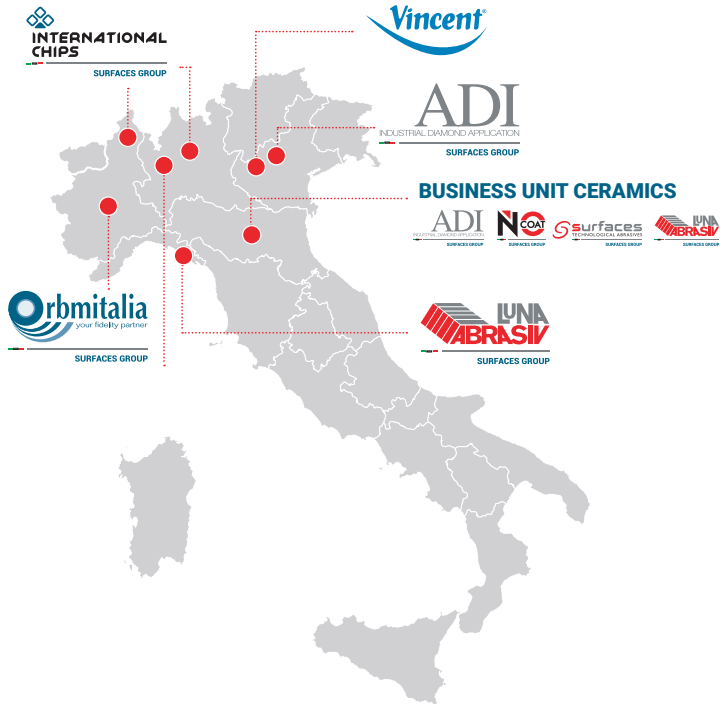 INTERNATIONAL
CHIPS
SURFACES GROUP
Vincent®
ADI
INDUSTRIAL DIAMOND APPLICATION
SURFACES GROUP
BUSINESS UNIT CERAMICS
ADI
INDUSTRIAL DIAMOND APPLICATION
SURFACES GROUP
NO COAT
SURFACES GROUP
surfaces
TECHNOLOGICAL ABRASIVES
SURFACES GROUP
LUNA
ABRASIV
SURFACES GROUP
Orbmitalia
your fidelity partner
SURFACES GROUP
LUNA
ABRASIV
SURFACES GROUP